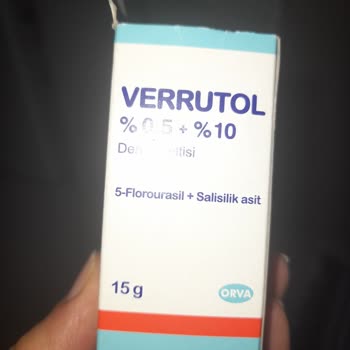 VERRUTOL
% 0,5 + %10
5-Florourasil + Salisilik asit
15 g
ORVA